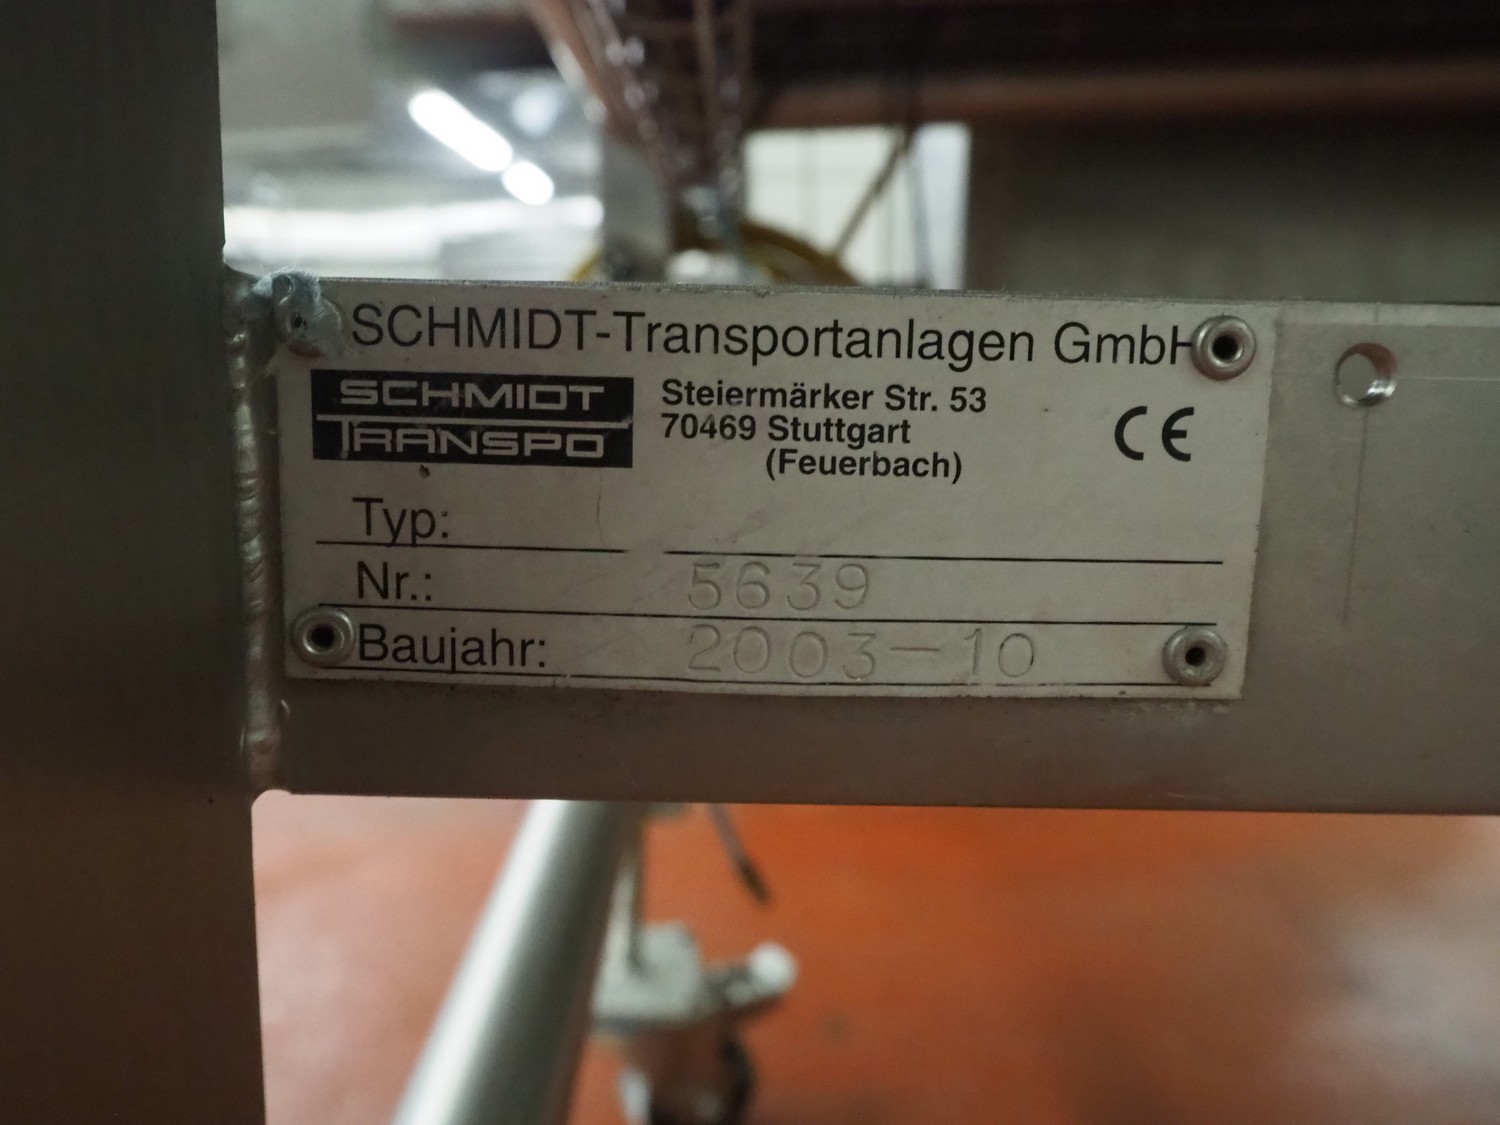 SCHMIDT-Transportanlagen GmbH
SCHMIDT
TRANSPO
Steiermärker Str. 53
70469 Stuttgart
(Feuerbach)
CE
Typ:
Nr.: 5639
Baujahr: 2003-10